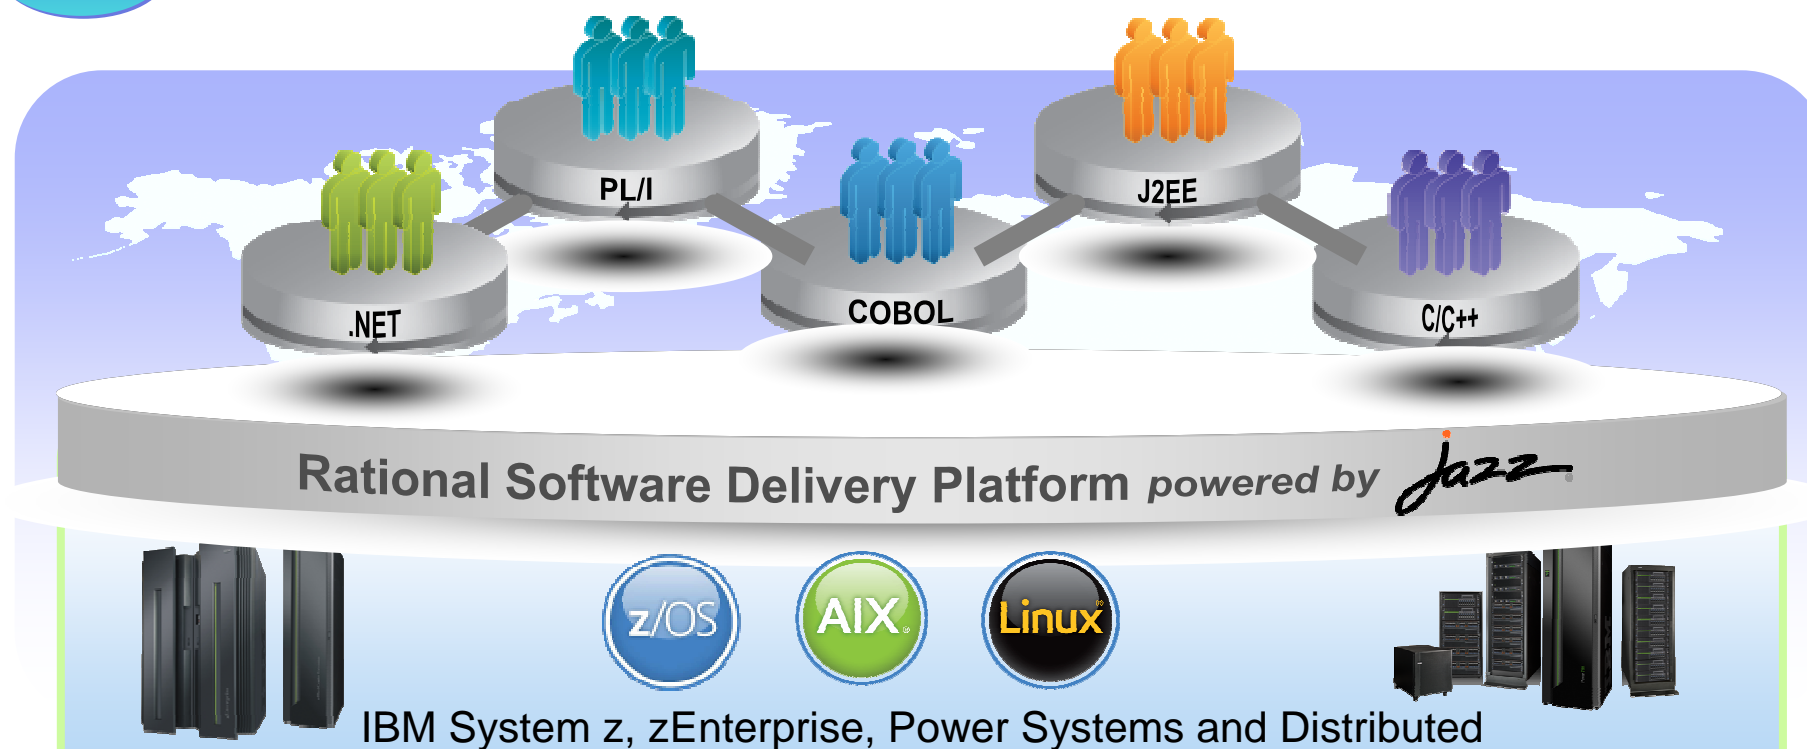 PL/I
J2EE
.NET
COBOL
C/C++
Rational Software Delivery Platform powered by Jazz
z/OS
AIX
Linux
IBM System z, zEnterprise, Power Systems and Distributed